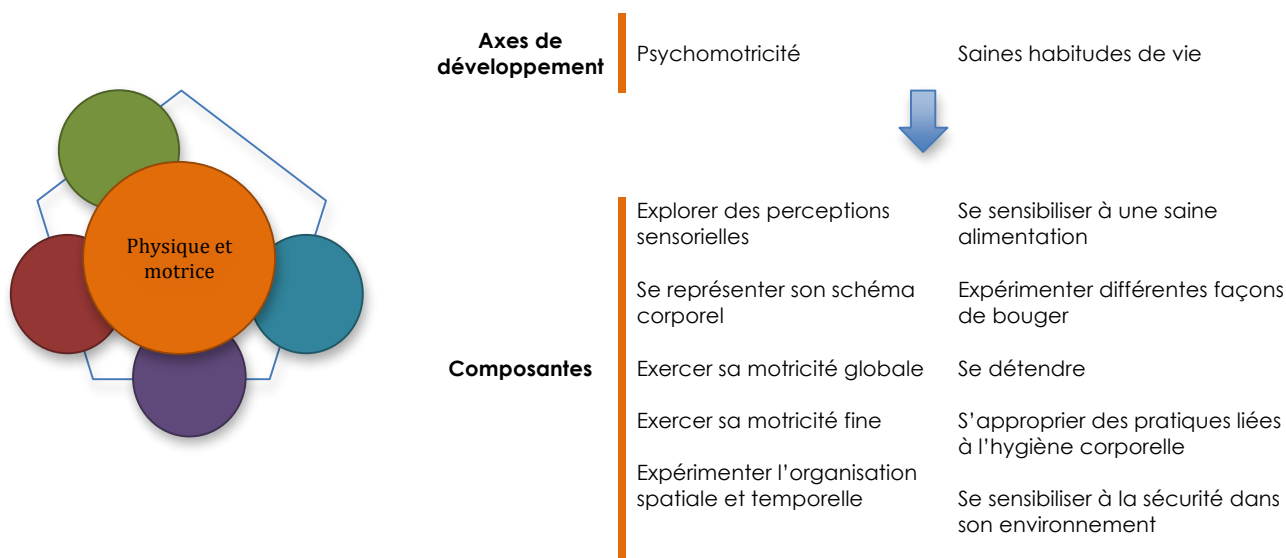 Axes de
développement
Psychomotricité
Saines habitudes de vie
Physique et
motrice
Composantes
Explorer des perceptions
sensorielles
Se représenter son schéma
corporel
Exercer sa motricité globale
Exercer sa motricité fine
Expérimenter l’organisation
spatiale et temporelle
Se sensibiliser à une saine
alimentation
Expérimenter différentes façons
de bouger
Se détendre
S’approprier des pratiques liées
à l’hygiène corporelle
Se sensibiliser à la sécurité dans
son environnement